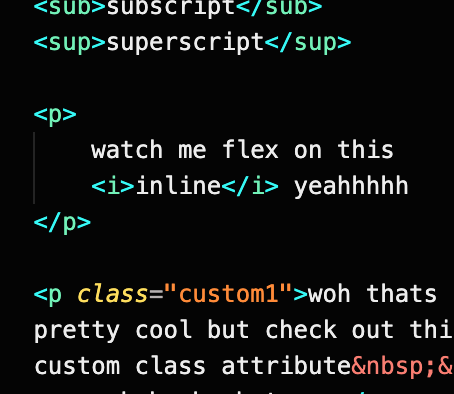 <sub>subscript</sub>
<sup>superscript</sup>
<p>
watch me flex on this
<i>inline</i> yeahhhhh
</p>
<p class="custom1">woh thats
pretty cool but check out thi
custom class attribute&nbsp;&